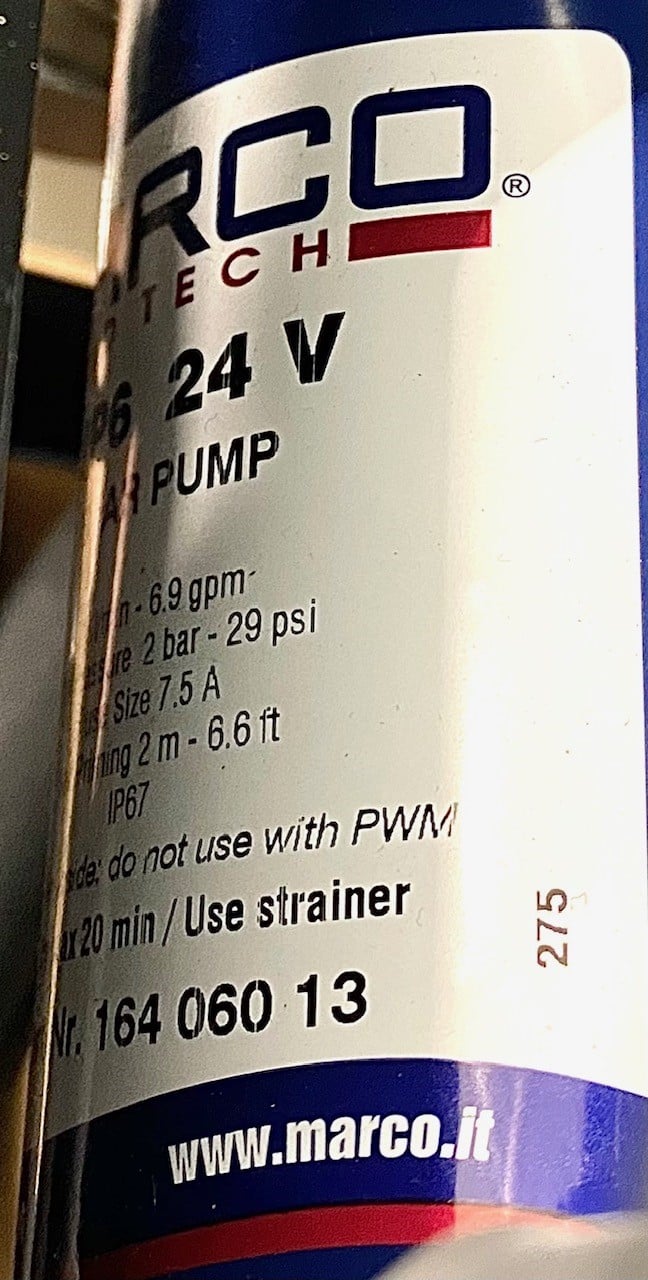 RCO®
TECH
24 V
PUMP
- 6.9 gpm
2 bar - 29 psi
Size 7.5 A
2 m - 6.6 ft
IP67
do not use with PWM
20 min / Use strainer
Nr. 164 060 13
275
www.marco.it